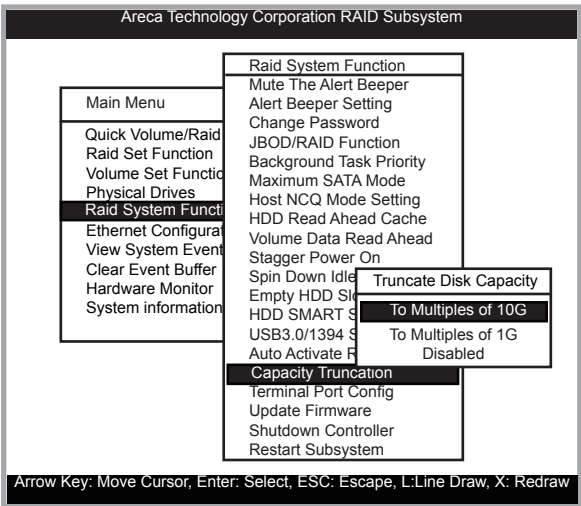 Areca Technology Corporation RAID Subsystem
Main Menu
Quick Volume/Raid
Raid Set Function
Volume Set Functio
Physical Drives
Raid System Functi
Ethernet Configurat
View System Event
Clear Event Buffer
Hardware Monitor
System information
Raid System Function
Mute The Alert Beeper
Alert Beeper Setting
Change Password
JBOD/RAID Function
Background Task Priority
Maximum SATA Mode
Host NCQ Mode Setting
HDD Read Ahead Cache
Volume Data Read Ahead
Stagger Power On
Spin Down Idle
Empty HDD Slo
HDD SMART S
USB3.0/1394 S
Auto Activate R
Capacity Truncation
Terminal Port Config
Update Firmware
Shutdown Controller
Restart Subsystem
Truncate Disk Capacity
To Multiples of 10G
To Multiples of 1G
Disabled
Arrow Key: Move Cursor, Enter: Select, ESC: Escape, L:Line Draw, X: Redraw